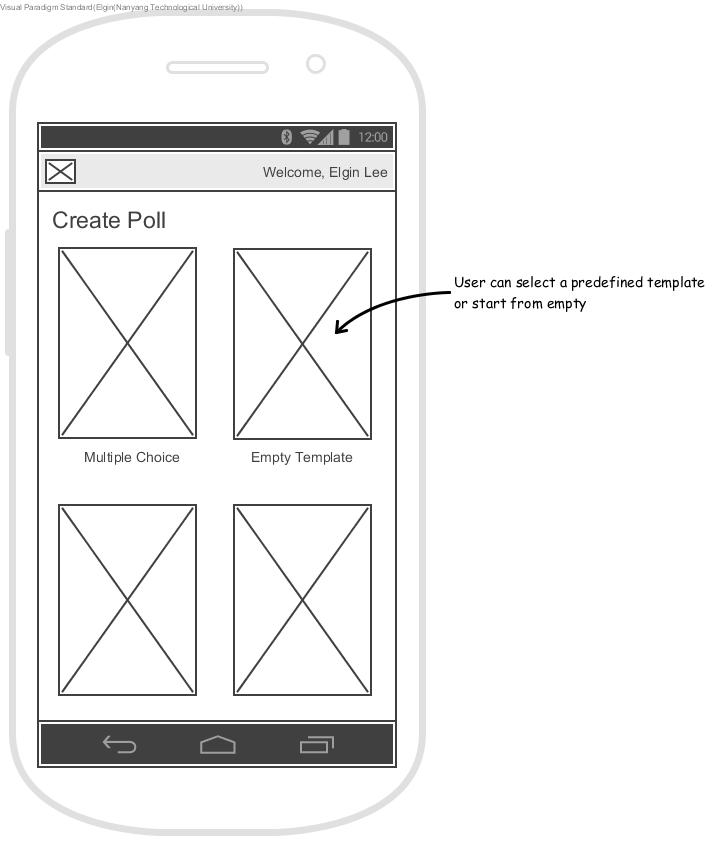 Visual Paradigm Standard(Elgin(Nanyang Technological University))
12:00
Welcome, Elgin Lee
Create Poll
User can select a predefined template
or start from empty
Multiple Choice
Empty Template